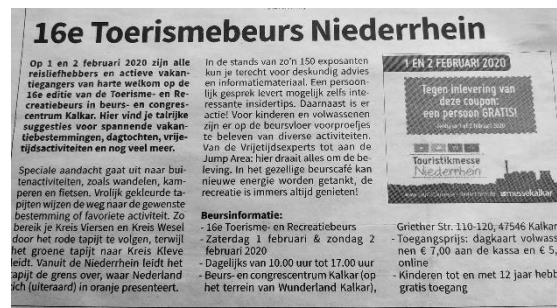 16e Toerismebeurs Niederrhein
Op 1 en 2 februari 2020 zijn alle
reisliefhebbers en actieve vakan-
tiegangers van harte welkom op de
16e editie van de Toerisme- en Re-
creatiebeurs in beurs- en congres-
centrum Kalkar. Hier vind je talrijke
suggesties voor spannende vakan-
tiebestemmingen, dagtochten, vrije-
tijdsactiviteiten en nog veel meer.
Speciale aandacht gaat uit naar bui-
tenactiviteiten, zoals wandelen, kam-
peren en fietsen. Vrolijk gekleurde ta-
pijten wijzen de weg naar de gewenste
bestemming of favoriete activiteit. Zo
bereik je Kreis Viersen en Kreis Wesel
door het rode tapijt te volgen, terwijl
het groene tapijt naar Kreis Kleve
leidt. Vanuit de Niederrhein leidt het
tapijt de grens over, waar Nederland
zich (uiteraard) in oranje presenteert.
In de stands van zo'n 150 exposanten
kun je terecht voor deskundig advies
en informatiemateriaal. Een persoon-
lijk gesprek levert mogelijk zelfs inte-
ressante insidertips. Daarnaast is er
actie! Voor kinderen en volwassenen
zijn er op de beursvloer voorproefjes
te beleven van diverse activiteiten.
Van de Vrijetijdsexperts tot aan de
Jump Area: hier draait alles om de be-
leving. In het gezellige beurscafé kan
nieuwe energie worden getankt, de
recreatie is immers altijd genieten!
Beursinformatie:
- 16e Toerisme- en Recreatiebeurs
- Zaterdag 1 februari & zondag 2
februari 2020
- Dagelijks van 10.00 uur tot 17.00 uur
- Beurs- en congrescentrum Kalkar (op
het terrein van Wunderland Kalkar),
1 EN 2 FEBRUARI 2020
Tegen inlevering van
deze coupon:
een persoon GRATIS!
Touristikmesse
Niederrhein
messekalkar
Griether Str. 110-120, 47546 Kalkar
- Toegangsprijs: dagkaart volwass
nen € 7,00 aan de kassa en € 5,
online
- Kinderen tot en met 12 jaar hebb
gratis toegang